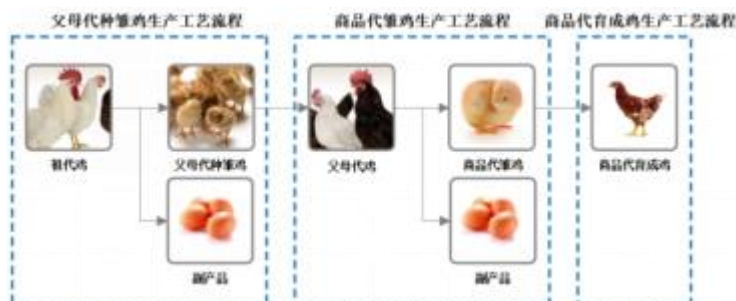 父母代种雏鸡生产工艺流程
商品代雏鸡生产工艺流程
商品代育成鸡生产工艺流程
祖代鸡
父母代种雏鸡
父母代鸡
商品代雏鸡
商品代育成鸡
副产品
副产品